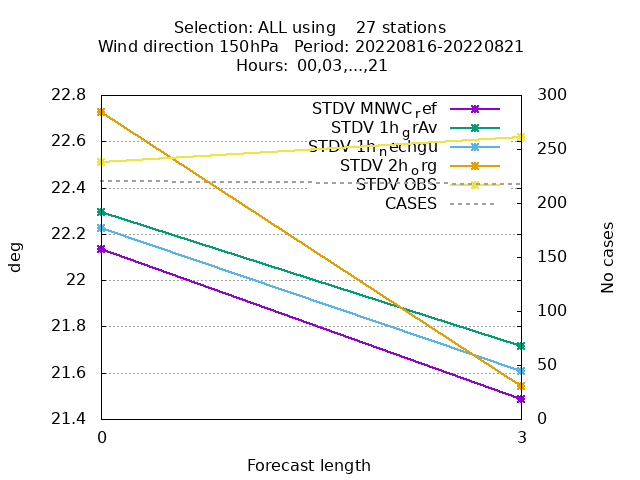 Selection: ALL using    27 stations
Wind direction 150hPa   Period: 20220816-20220821
Hours:  00,03,...,21
22.8
22.6
22.4
22.2
22
21.8
21.6
21.4
deg
STDV MNWC_ref
STDV 1h_grAv
STDV 1h_nechgu
STDV 2h_org
STDV OBS
CASES
300
250
200
150
100
50
0
No cases
0
3
Forecast length